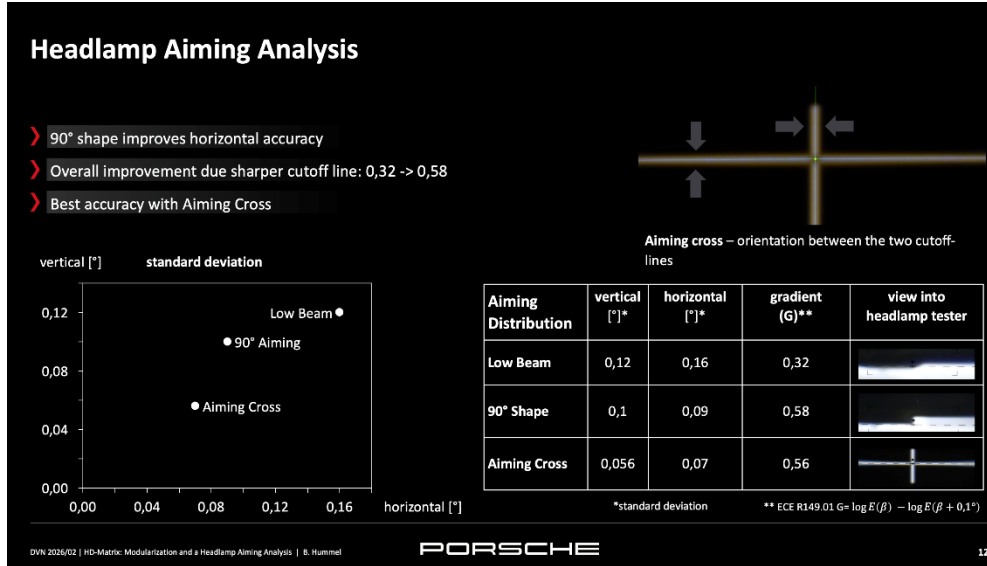 Headlamp Aiming Analysis
90° shape improves horizontal accuracy
Overall improvement due sharper cutoff line: 0,32 -> 0,58
Best accuracy with Aiming Cross
Aiming cross – orientation between the two cutoff-
lines
vertical [°] standard deviation
0,12
0,08
0,04
0,00
Low Beam
90° Aiming
Aiming Cross
0,00 0,04 0,08 0,12 0,16 horizontal [°]
Aiming Distribution | vertical [°]* | horizontal [°]* | gradient (G)** | view into headlamp tester
Low Beam | 0,12 | 0,16 | 0,32
90° Shape | 0,1 | 0,09 | 0,58
Aiming Cross | 0,056 | 0,07 | 0,56
*standard deviation
** ECE R149.01 G= log E(β) − log E(β + 0,1°)
DVN 2026/02 | HD-Matrix: Modularization and a Headlamp Aiming Analysis | B. Hummel
PORSCHE
12